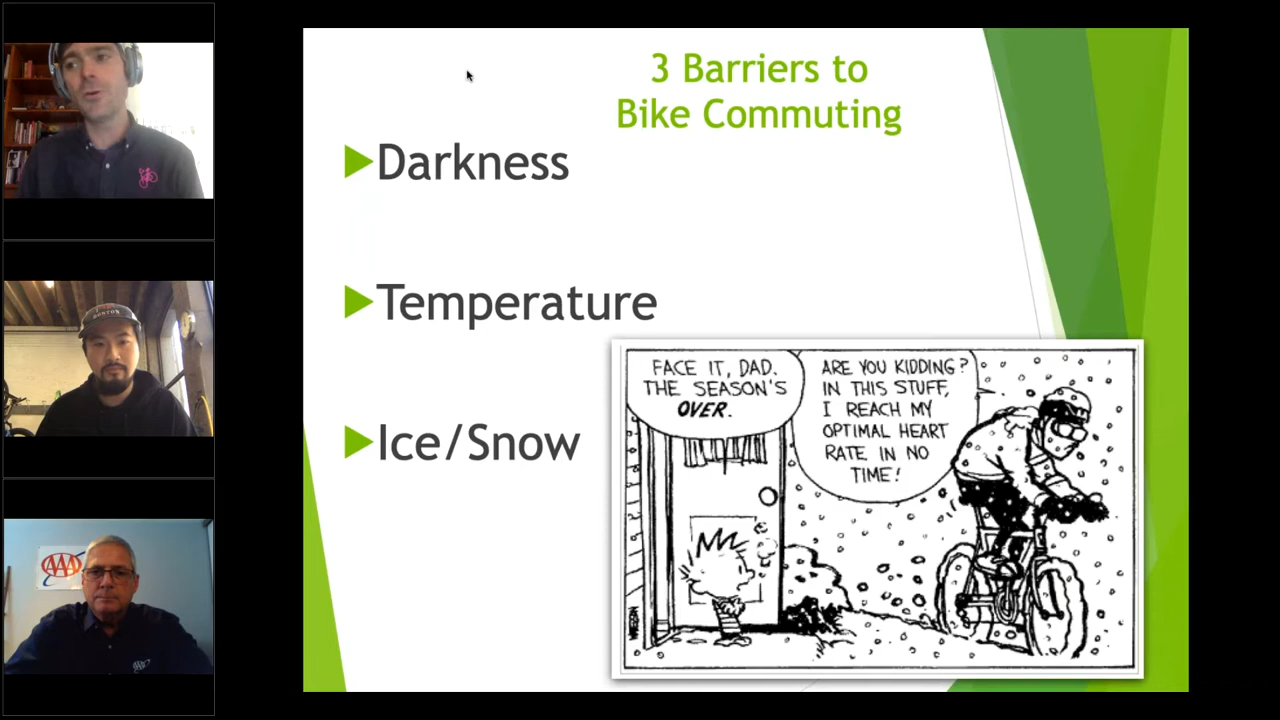 3 Barriers to
Bike Commuting
Darkness
Temperature
Ice/Snow
FACE IT, DAD.
THE SEASON'S
OVER.
ARE YOU KIDDING?
IN THIS STUFF,
I REACH MY
OPTIMAL HEART
RATE IN NO
TIME!
BOSTON
AAA